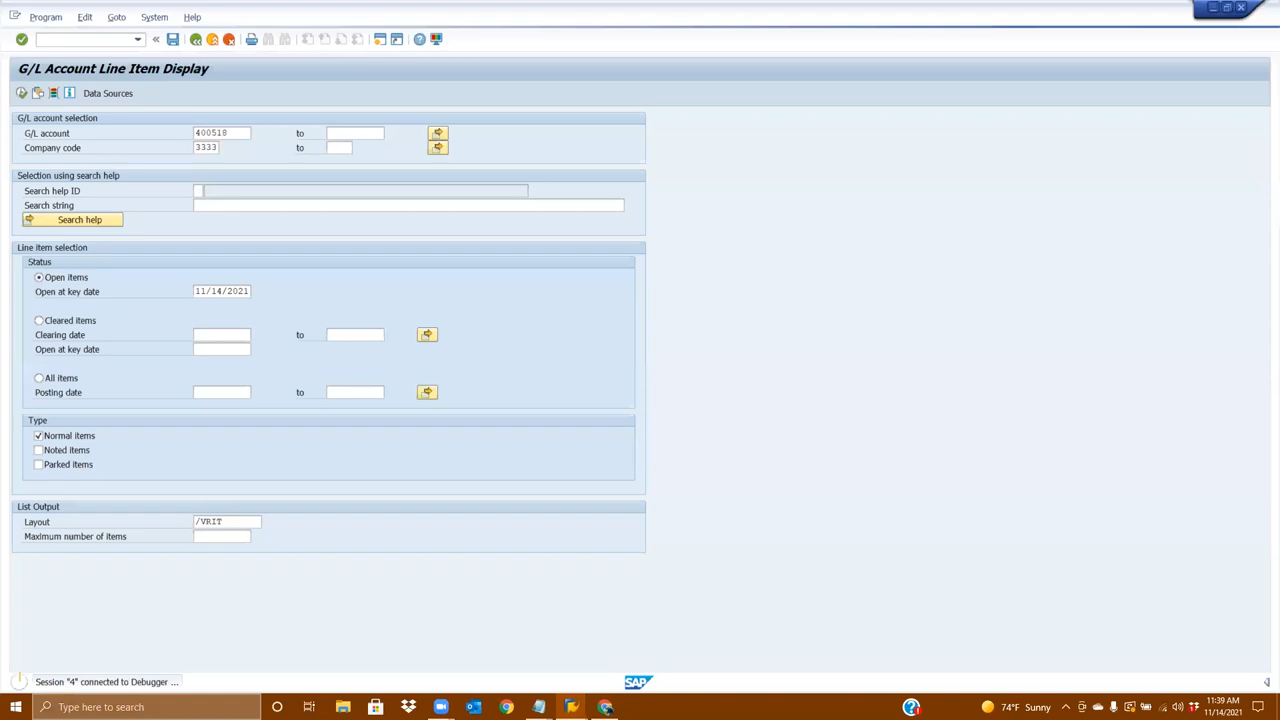 Program Edit Goto System Help
G/L Account Line Item Display
Data Sources
G/L account selection
G/L account 400518 to
Company code 3333 to
Selection using search help
Search help ID
Search string
Search help
Line item selection
Status
Open items
Open at key date 11/14/2021
Cleared items
Clearing date to
Open at key date
All items
Posting date to
Type
Normal items
Noted items
Parked items
List Output
Layout /VRIT
Maximum number of items
Session "4" connected to Debugger ...
SAP
Type here to search
74°F Sunny
11:39 AM
11/14/2021